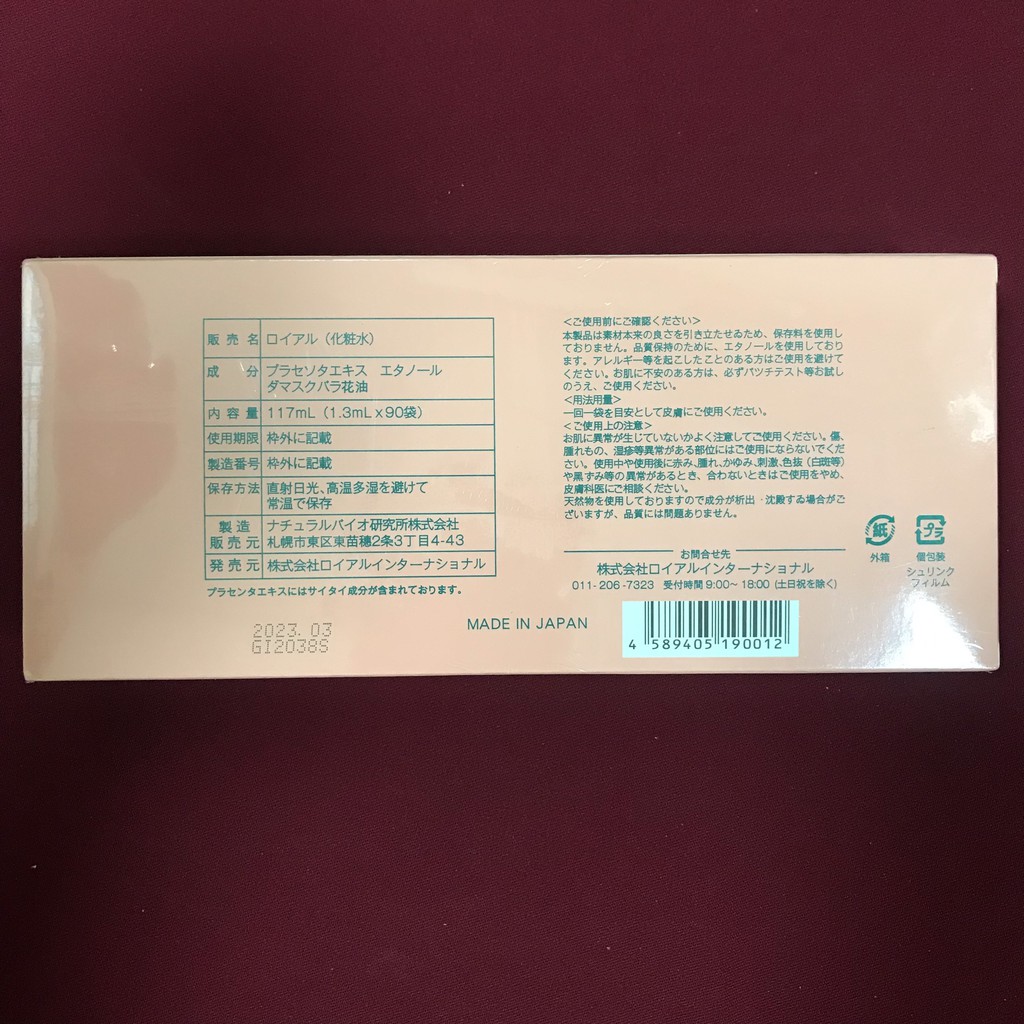 販売名 ロイアル（化粧水）
成分 プラセソタエキス エタノール
ダマスクバラ花油
内容量 117mL（1.3mL x 90袋）
使用期限 枠外に記載
製造番号 枠外に記載
保存方法 直射日光、高温多湿を避けて
常温で保存
製造 ナチュラルバイオ研究所株式会社
販売元 札幌市東区東苗穂2条3丁目4-43
発売元 株式会社ロイアルインターナショナル
プラセンタエキスにはサイタイ成分が含まれております。
2023.03
GI2038S
MADE IN JAPAN
＜ご使用前にご確認ください＞
本製品は素材本来の良さを引き立たせゐため、保存料を使用し
ておりません。品質保持のために、エタノールを使用しており
ます。アレルギー等を起こしたことのある方はご使用を避けて
ください。お肌に不安のある方は、必ずパツチテスト等お試し
のうえ、ご使用ください。
＜用法用量＞
一回一袋を目安として皮膚にご使用ください。
＜ご使用上の注意＞
お肌に異常が生じていないかよく注意してご使用ください。傷、
腫れもの、湿疹等異常がある部位にはご使用にならないでくだ
さい。使用中や使用後に赤み、腫れ、かゆみ、刺激、色抜（白斑等）
や黒ずみ等の異常があるとき、合わないときはご使用をやめ、
皮膚科医にご相談ください。
天然物を使用しておりますので成分が析出・沈殿すゐ場合がご
ざいますが、品質には問題ありません。
お問合せ先
株式会社ロイアルインターナショナル
011-206-7323 受付時間 9:00～18:00 (土日祝を除く)
4 589405 190012
紙
外箱
プラ
個包装
シュリンク
フィルム